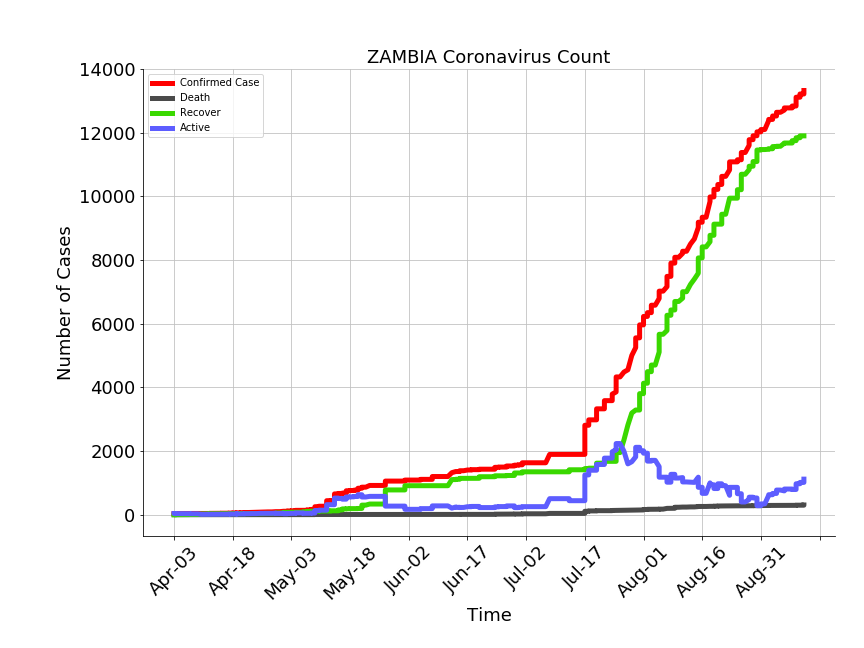 ZAMBIA Coronavirus Count
Confirmed Case
Death
Recover
Active
Number of Cases
14000
12000
10000
8000
6000
4000
2000
0
Apr-03
Apr-18
May-03
May-18
Jun-02
Jun-17
Jul-02
Jul-17
Aug-01
Aug-16
Aug-31
Time